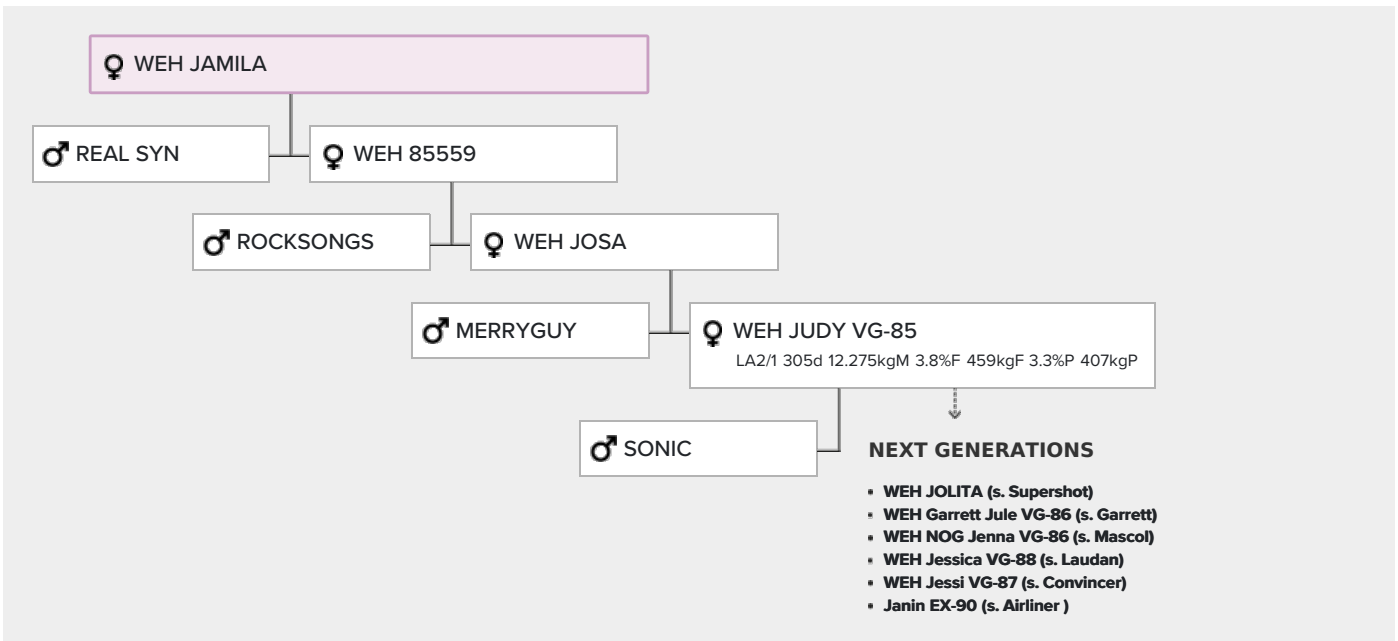 WEH JAMILA
REAL SYN
WEH 85559
ROCKSONGS
WEH JOSA
MERRYGUY
WEH JUDY VG-85
LA2/1 305d 12.275kgM 3.8%F 459kgF 3.3%P 407kgP
SONIC
NEXT GENERATIONS
WEH JOLITA (s. Supershot)
WEH Garrett Jule VG-86 (s. Garrett)
WEH NOG Jenna VG-86 (s. Mascol)
WEH Jessica VG-88 (s. Laudan)
WEH Jessi VG-87 (s. Convincer)
Janin EX-90 (s. Airliner )